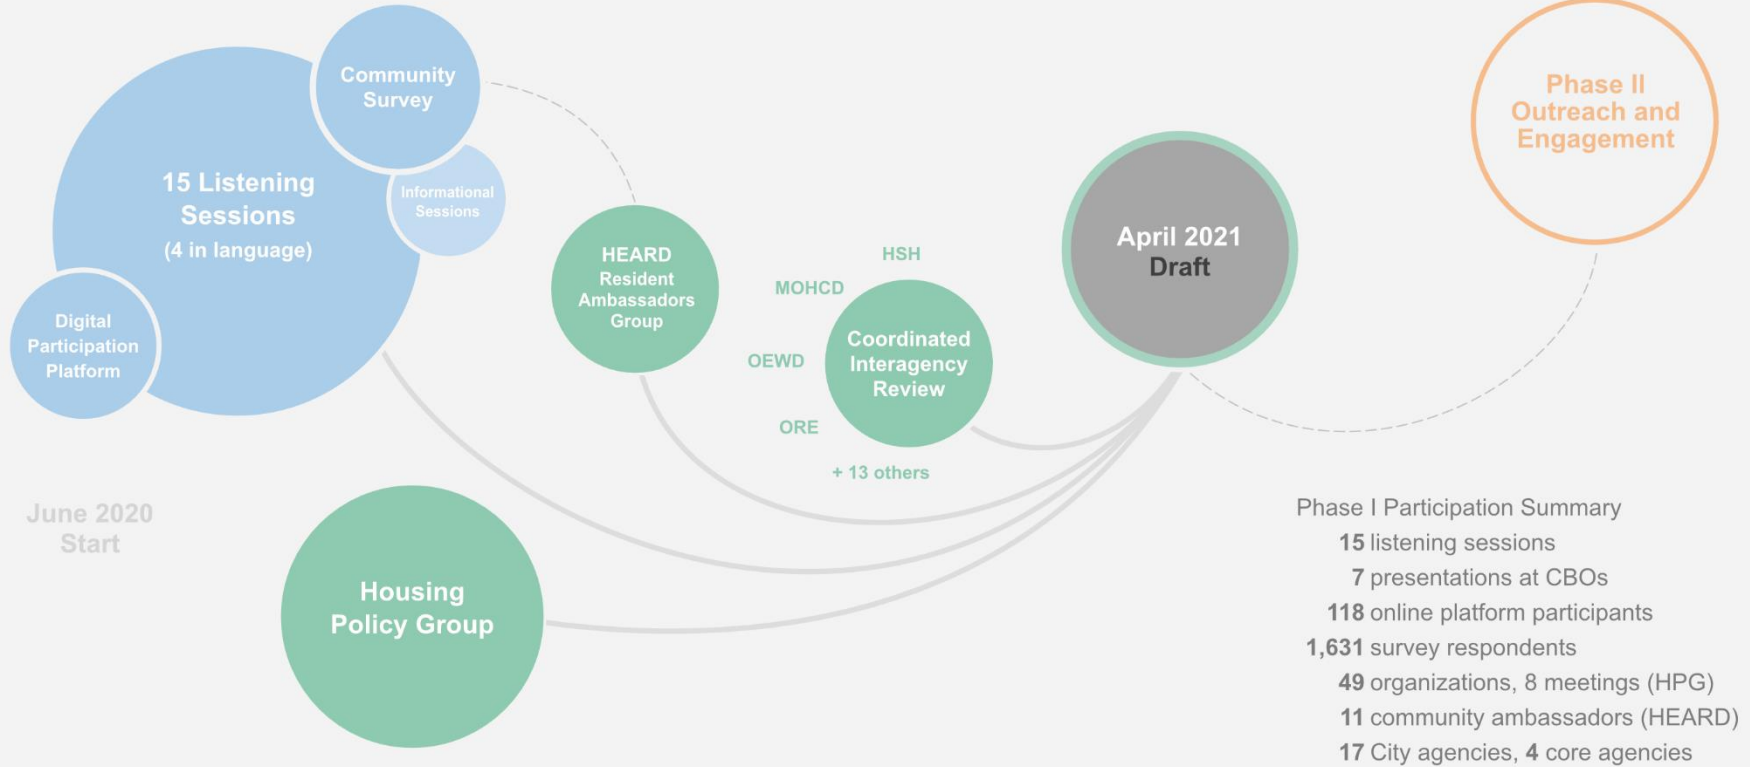 Community
Survey
15 Listening
Sessions
(4 in language)
Informational
Sessions
Digital
Participation
Platform
June 2020
Start
Housing
Policy Group
HEARD
Resident
Ambassadors
Group
HSH
MOHCD
OEWD
ORE
+ 13 others
Coordinated
Interagency
Review
April 2021
Draft
Phase II
Outreach and
Engagement
Phase I Participation Summary
15 listening sessions
7 presentations at CBOs
118 online platform participants
1,631 survey respondents
49 organizations, 8 meetings (HPG)
11 community ambassadors (HEARD)
17 City agencies, 4 core agencies